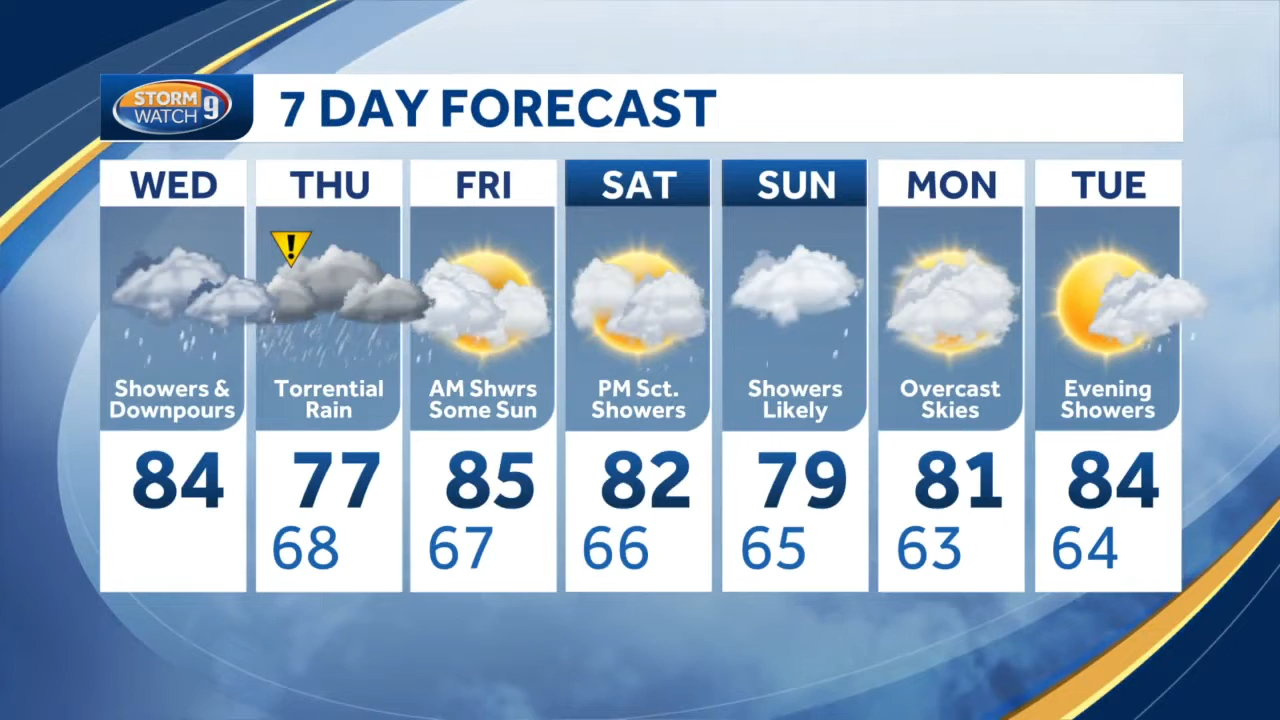 STORM
WATCH 9
7 DAY FORECAST
WED
THU
FRI
SAT
SUN
MON
TUE
!
Showers &
Downpours
Torrential
Rain
AM Shwrs
Some Sun
PM Sct.
Showers
Showers
Likely
Overcast
Skies
Evening
Showers
84
77
85
82
79
81
84
68
67
66
65
63
64